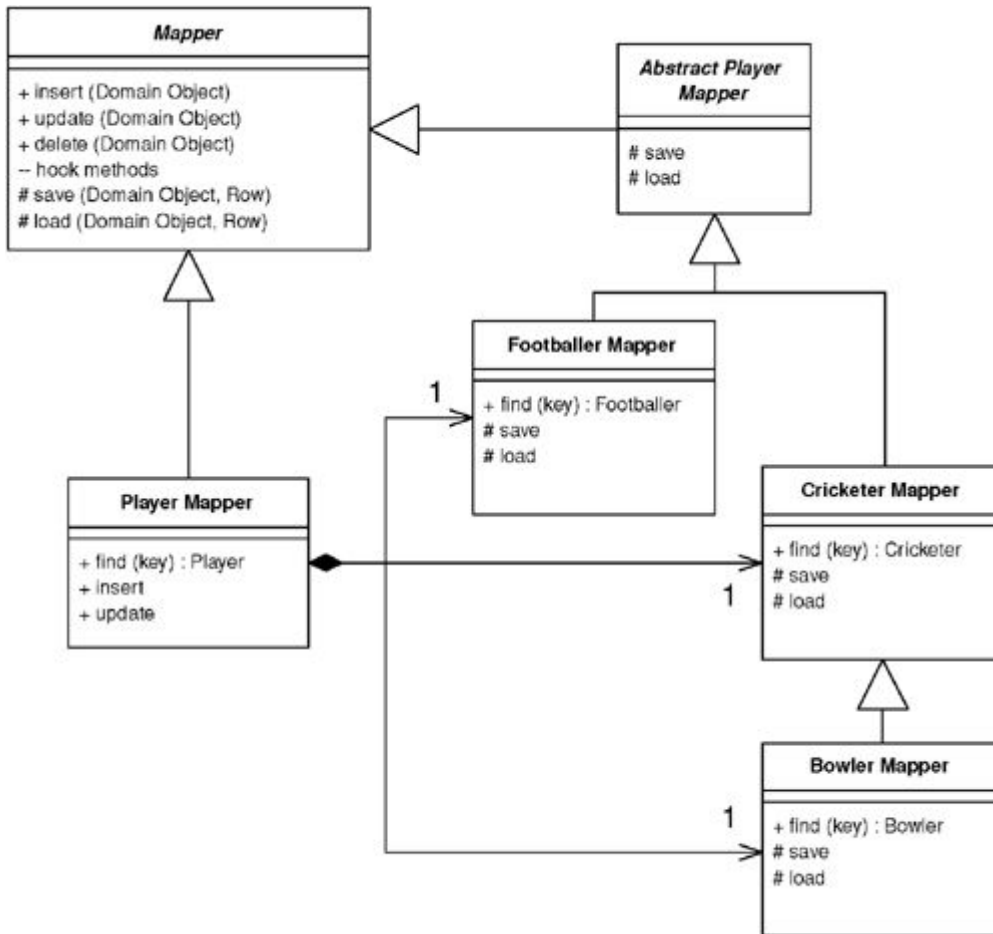 Mapper
+ insert (Domain Object)
+ update (Domain Object)
+ delete (Domain Object)
-- hook methods
# save (Domain Object, Row)
# load (Domain Object, Row)
Abstract Player
Mapper
# save
# load
Footballer Mapper
+ find (key) : Footballer
# save
# load
1
Player Mapper
+ find (key) : Player
+ insert
+ update
Cricketer Mapper
+ find (key) : Cricketer
# save
# load
1
Bowler Mapper
+ find (key) : Bowler
# save
# load
1